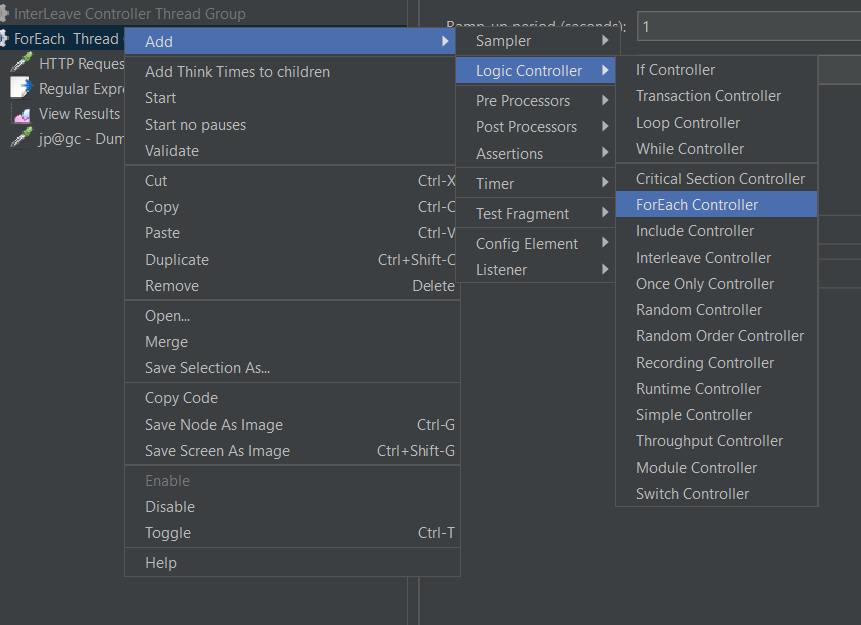 InterLeave Controller Thread Group
Ramp-up period (seconds):
1
ForEach Thread
HTTP Reques
Regular Expre
View Results
jp@gc - Dum
Add
Add Think Times to children
Start
Start no pauses
Validate
Cut Ctrl-X
Copy Ctrl-C
Paste Ctrl-V
Duplicate Ctrl+Shift-C
Remove Delete
Open...
Merge
Save Selection As...
Copy Code
Save Node As Image Ctrl-G
Save Screen As Image Ctrl+Shift-G
Enable
Disable
Toggle Ctrl-T
Help
Sampler
Logic Controller
Pre Processors
Post Processors
Assertions
Timer
Test Fragment
Config Element
Listener
If Controller
Transaction Controller
Loop Controller
While Controller
Critical Section Controller
ForEach Controller
Include Controller
Interleave Controller
Once Only Controller
Random Controller
Random Order Controller
Recording Controller
Runtime Controller
Simple Controller
Throughput Controller
Module Controller
Switch Controller